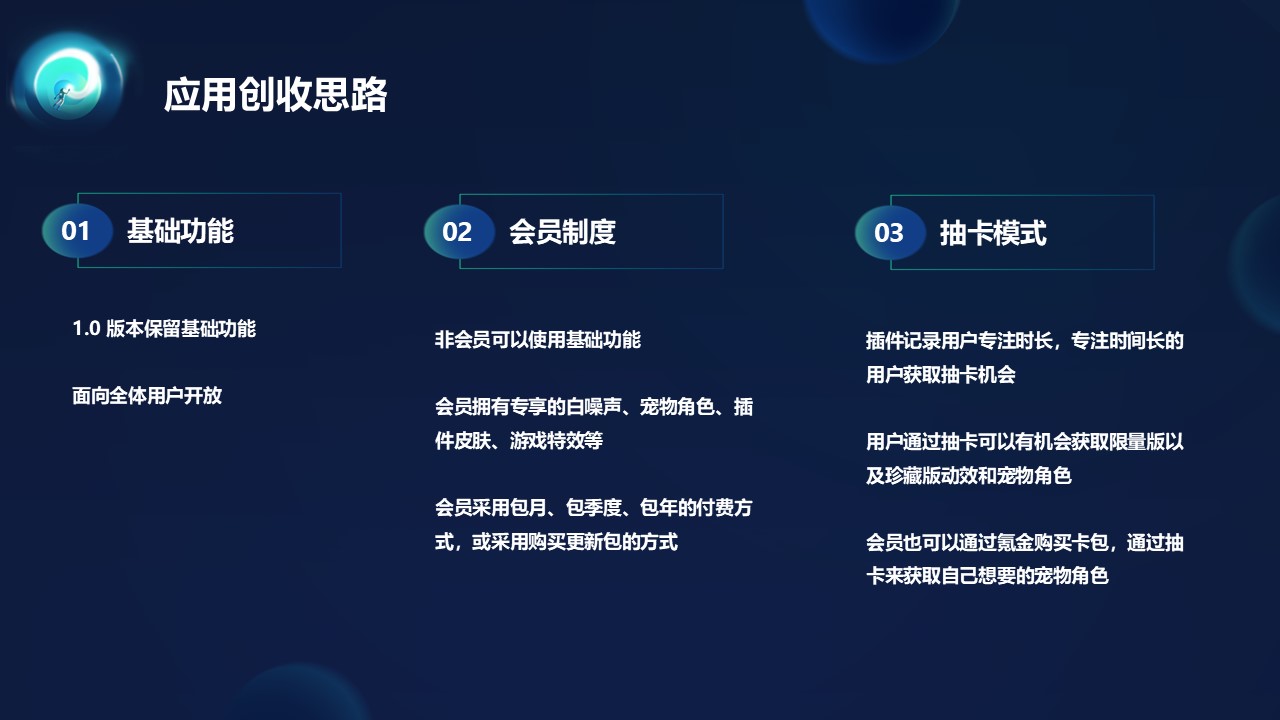 应用创收思路
01
基础功能
1.0 版本保留基础功能
面向全体用户开放
02
会员制度
非会员可以使用基础功能
会员拥有专享的白噪声、宠物角色、插
件皮肤、游戏特效等
会员采用包月、包季度、包年的付费方
式，或采用购买更新包的方式
03
抽卡模式
插件记录用户专注时长，专注时间长的
用户获取抽卡机会
用户通过抽卡可以有机会获取限量版以
及珍藏版动效和宠物角色
会员也可以通过氪金购买卡包，通过抽
卡来获取自己想要的宠物角色